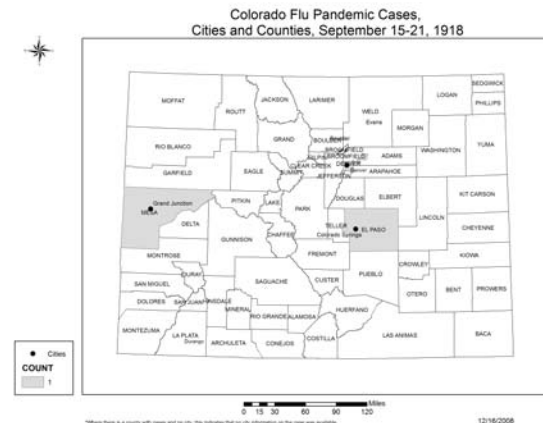 Colorado Flu Pandemic Cases,
Cities and Counties, September 15-21, 1918
SEDGWICK
LOGAN
JACKSON
LARIMER
MOFFAT
PHILLIPS
ROUTT
WELD
Evans
MORGAN
GRAND
BOULDER
RIO BLANCO
WASHINGTON
YUMA
ADAMS
GARFIELD
EAGLE
CLEAR CREEK
SUMMIT
DENVER
JEFFERSON
ARAPAHOE
Grand Junction
MESA
PITKIN
LAKE
PARK
DOUGLAS
ELBERT
KIT CARSON
DELTA
LINCOLN
TELLER
Colorado Springs
EL PASO
CHEYENNE
GUNNISON
CHAFFEE
MONTROSE
FREMONT
KIOWA
CROWLEY
OURAY
PUEBLO
SAN MIGUEL
SAGUACHE
CUSTER
BENT
PROWERS
OTERO
DOLORES
SAN JUAN
HINSDALE
MINERAL
RIO GRANDE
ALAMOSA
HUERFANO
MONTEZUMA
LA PLATA
Durango
ARCHULETA
CONEJOS
COSTILLA
LAS ANIMAS
BACA
Cities
COUNT
1
Miles
0 15 30 60 90 120
12/16/2008